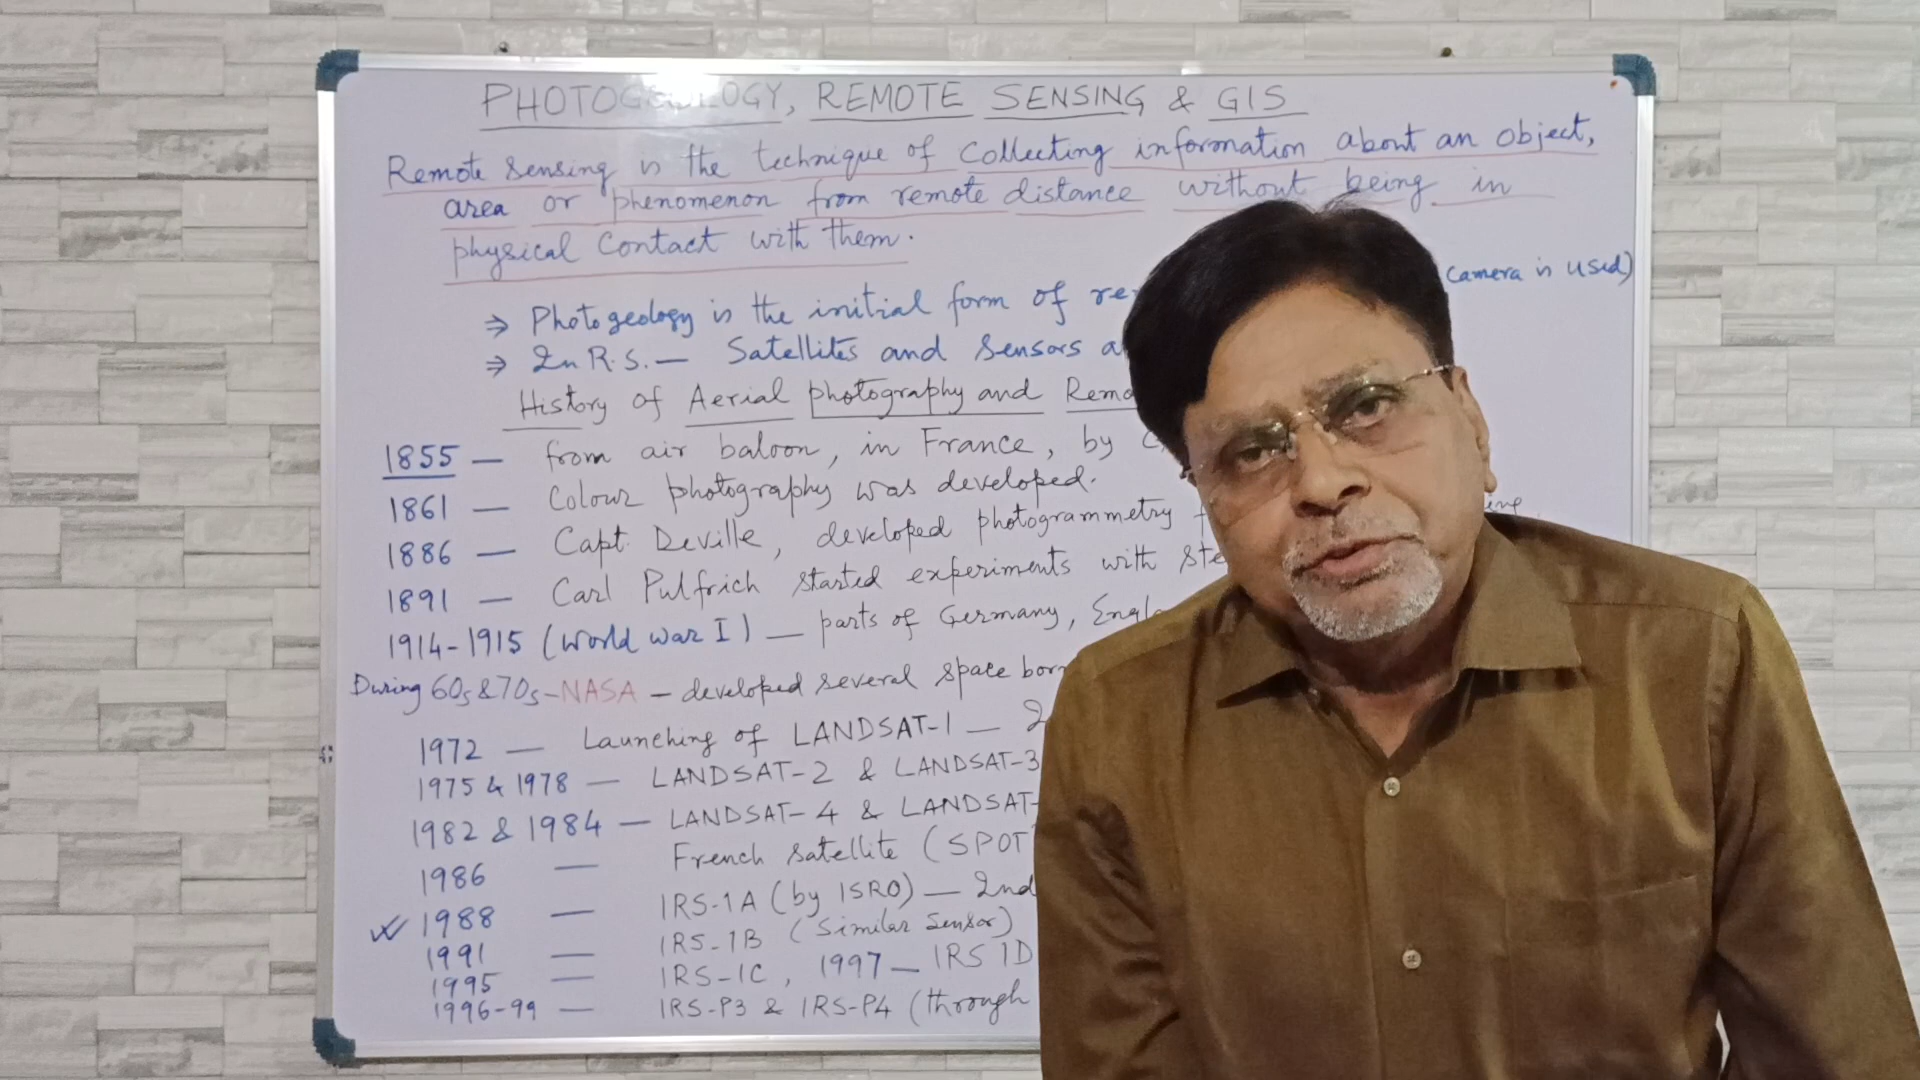 PHOTOGEOLOGY, REMOTE SENSING & GIS
Remote Sensing is the technique of Collecting information about an object,
area or phenomenon from remote distance without being in
physical Contact with them.
⇒ Photogeology is the initial form of camera is used)
⇒ In R.S. — Satellites and Sensors
History of Aerial photography and
1855 — from air baloon, in France, by
1861 — Colour photography was developed.
1886 — Capt. Deville, developed photogrammetry
1891 — Carl Pulfrich started experiments with
1914-1915 (World War I) — parts of Germany,
During 60s & 70s - NASA — developed several space
1972 — Launching of LANDSAT-1 —
1975 & 1978 — LANDSAT-2 & LANDSAT-3
1982 & 1984 — LANDSAT-4 & LANDSAT-
1986 — French Satellite (SPOT
1988 — IRS-1A (by ISRO) — 2nd
1991 — IRS-1B (Similar Sensor)
1995 — IRS-1C, 1997 — IRS 1D
1996-99 — IRS-P3 & IRS-P4 (through